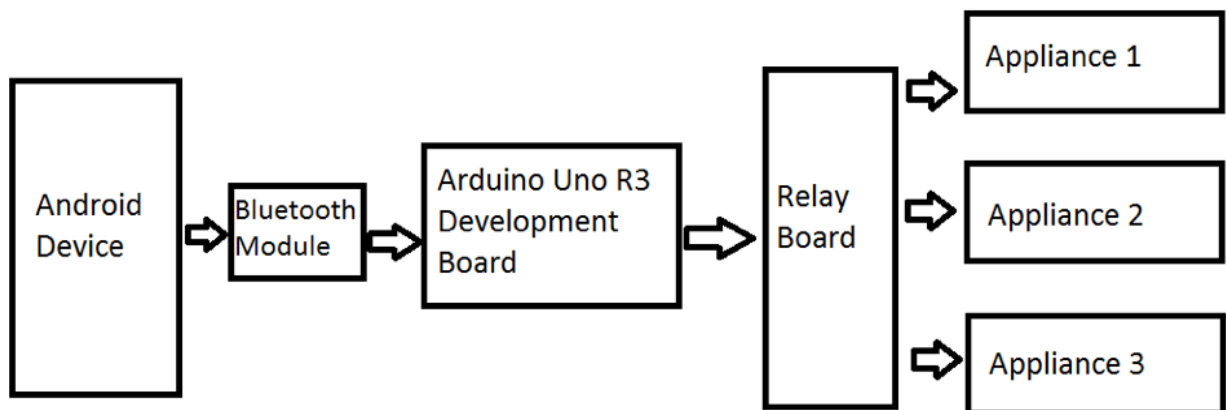 Android
Device
Bluetooth
Module
Arduino Uno R3
Development
Board
Relay
Board
Appliance 1
Appliance 2
Appliance 3